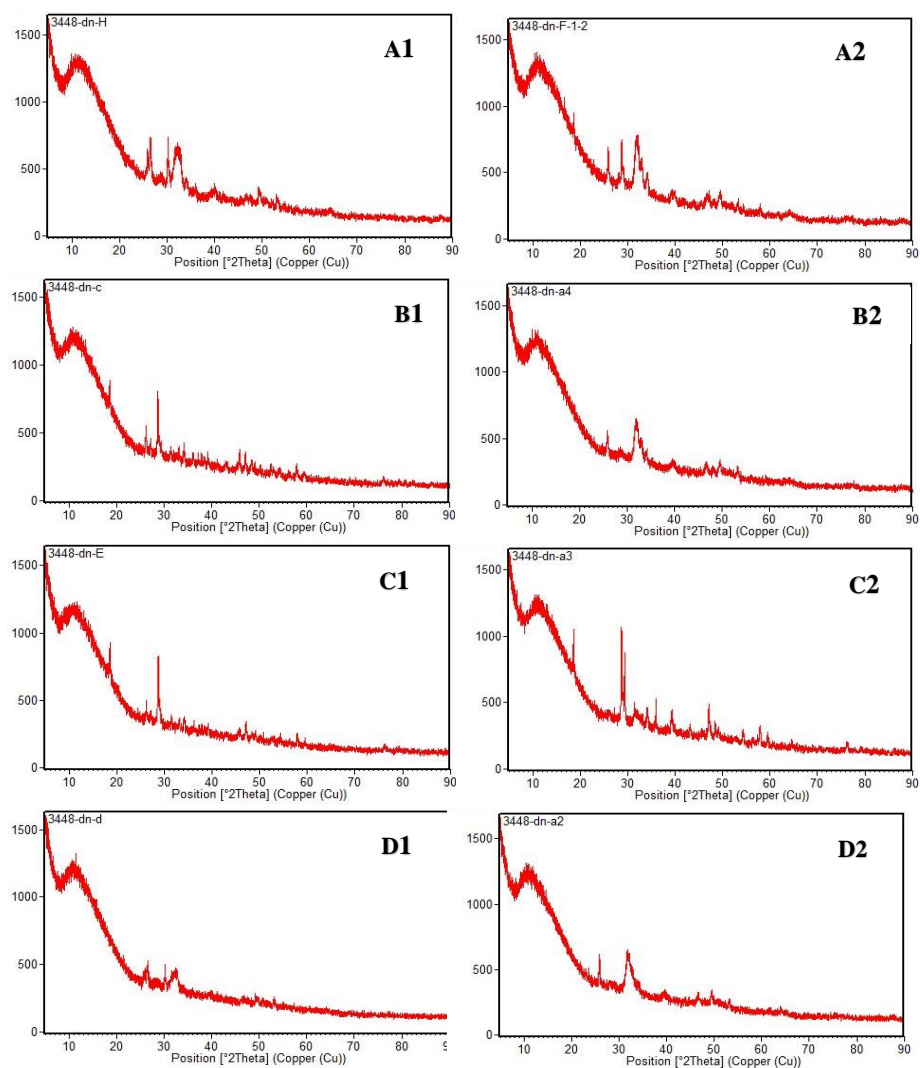 3448-dn-H
A1
1500
1000
500
0
10 20 30 40 50 60 70 80 90
Position [°2Theta] (Copper (Cu))
3448-dn-F-1-2
A2
1500
1000
500
0
10 20 30 40 50 60 70 80 90
Position [°2Theta] (Copper (Cu))
3448-dn-c
B1
1500
1000
500
0
10 20 30 40 50 60 70 80 90
Position [°2Theta] (Copper (Cu))
3448-dn-a4
B2
1500
1000
500
0
10 20 30 40 50 60 70 80 90
Position [°2Theta] (Copper (Cu))
3448-dn-E
C1
1500
1000
500
0
10 20 30 40 50 60 70 80 90
Position [°2Theta] (Copper (Cu))
3448-dn-a3
C2
1500
1000
500
0
10 20 30 40 50 60 70 80 90
Position [°2Theta] (Copper (Cu))
3448-dn-d
D1
1500
1000
500
0
10 20 30 40 50 60 70 80
Position [°2Theta] (Copper (Cu))
3448-dn-a2
D2
1500
1000
500
0
10 20 30 40 50 60 70 80 90
Position [°2Theta] (Copper (Cu))